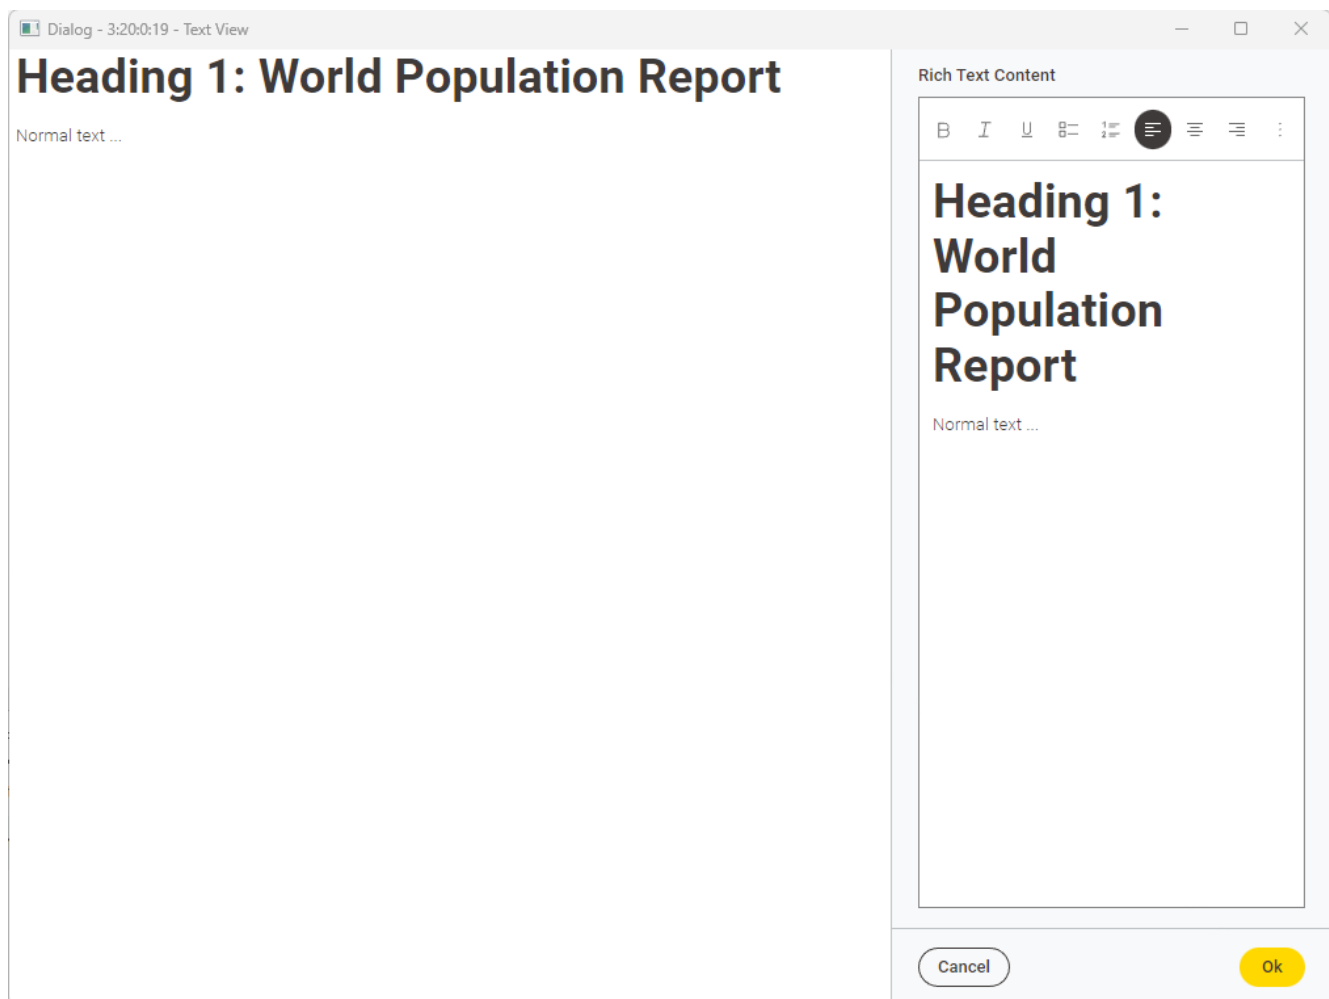 Dialog - 3:20:0:19 - Text View
Heading 1: World Population Report
Normal text ...
Rich Text Content
B I U
Heading 1:
World
Population
Report
Normal text ...
Cancel
Ok